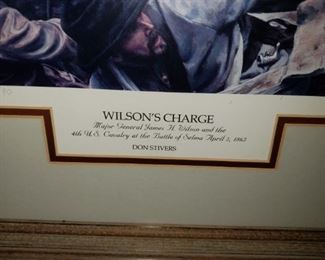 WILSON'S CHARGE
Major General James H. Wilson and the
4th U.S. Cavalry at the Battle of Selma April 2, 1865
DON STIVERS